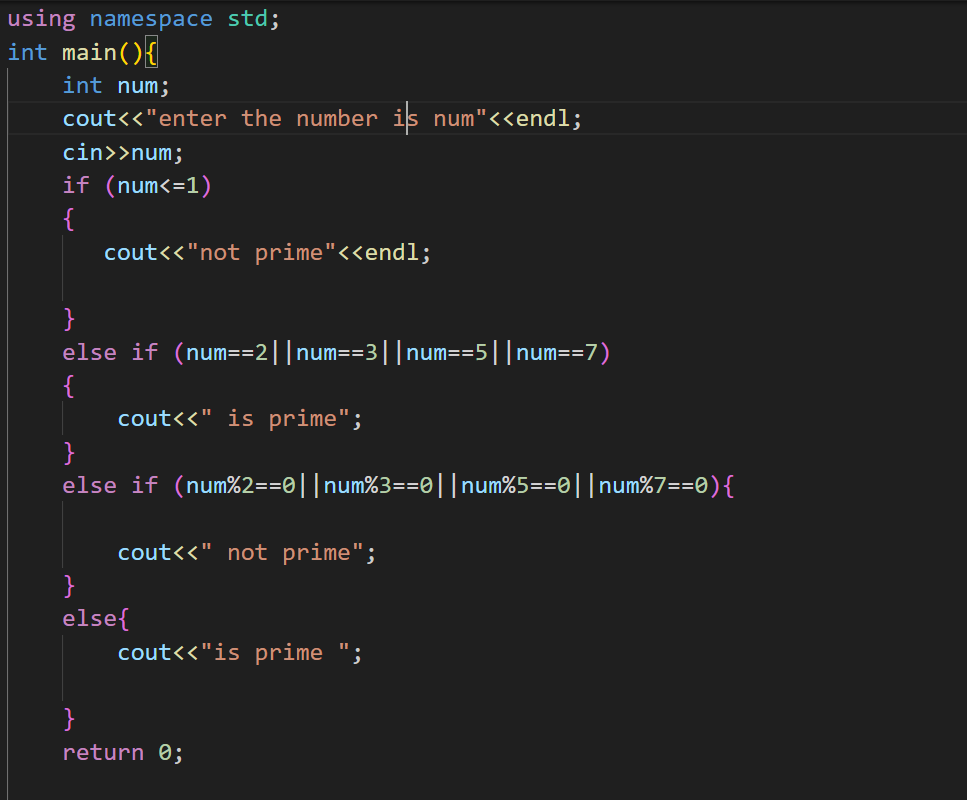 using namespace std;
int main(){
    int num;
    cout<<"enter the number is num"<<endl;
    cin>>num;
    if (num<=1)
    {
       cout<<"not prime"<<endl;

    }
    else if (num==2||num==3||num==5||num==7)
    {
        cout<<" is prime";
    }
    else if (num%2==0||num%3==0||num%5==0||num%7==0){

        cout<<" not prime";
    }
    else{
        cout<<"is prime ";

    }
    return 0;